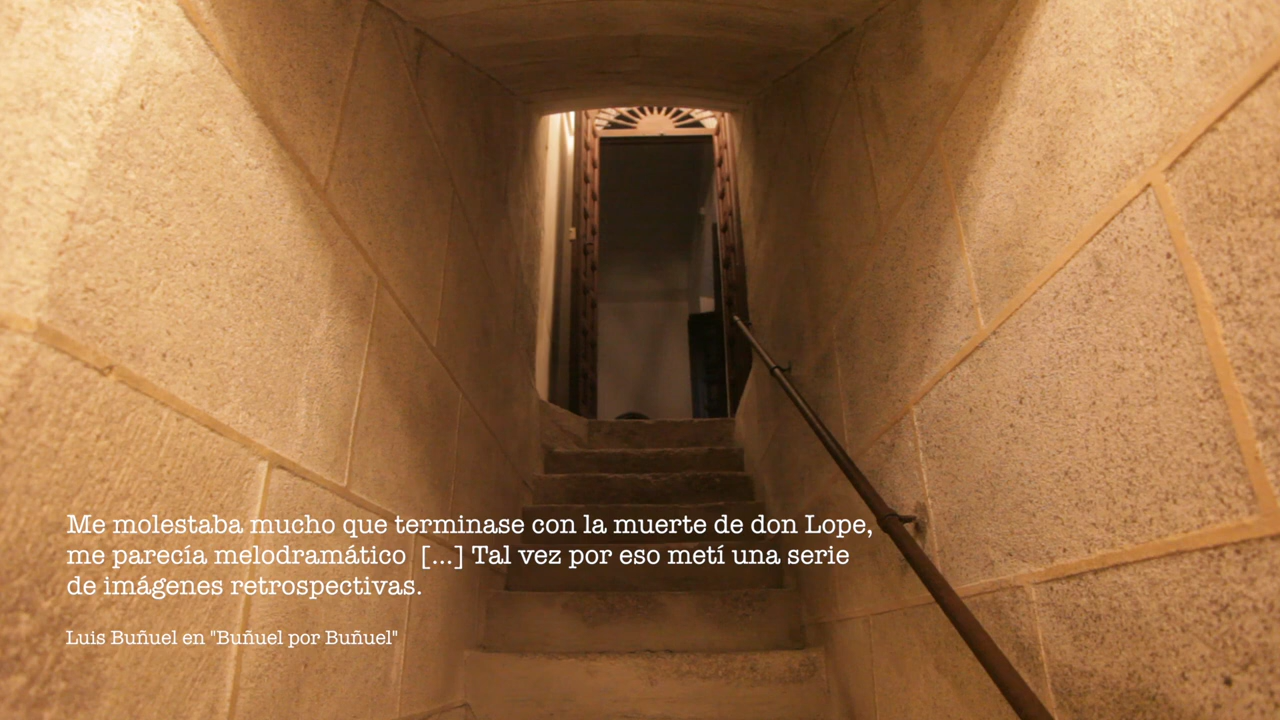 Me molestaba mucho que terminase con la muerte de don Lope,
me parecía melodramático [...] Tal vez por eso metí una serie
de imágenes retrospectivas.
Luis Buñuel en "Buñuel por Buñuel"